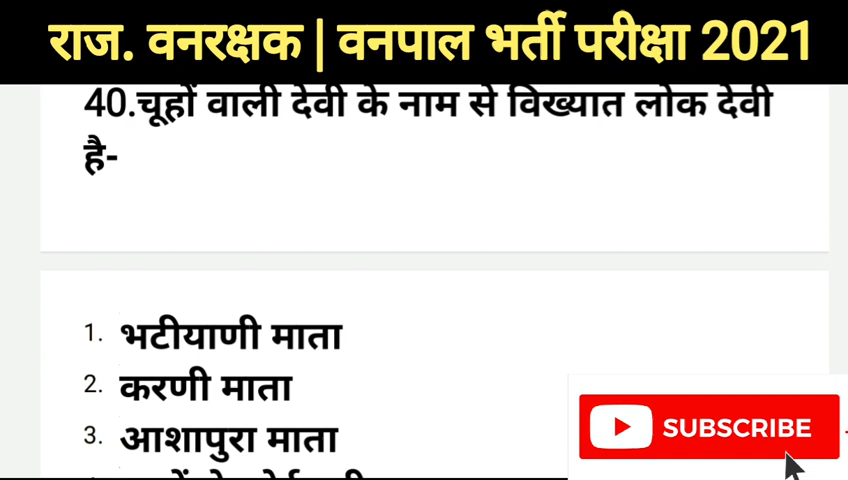 राज. वनरक्षक | वनपाल भर्ती परीक्षा 2021
40.चूहों वाली देवी के नाम से विख्यात लोक देवी
है-
1. भटीयाणी माता
2. करणी माता
3. आशापुरा माता
SUBSCRIBE